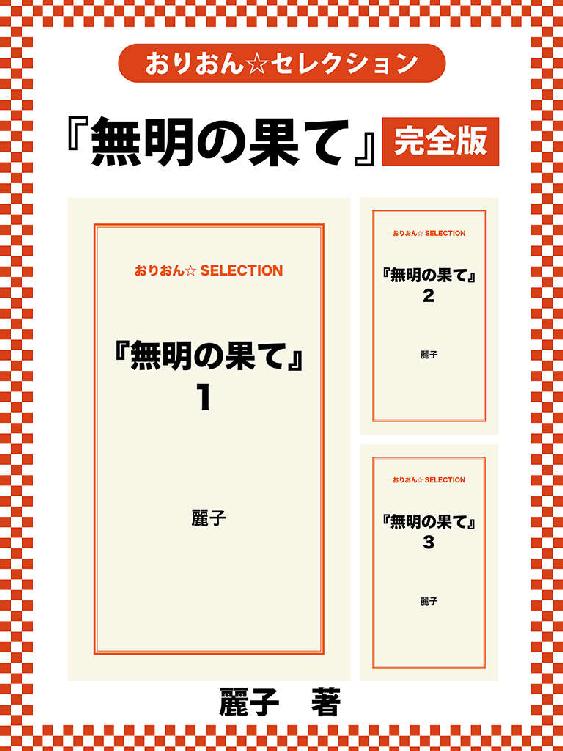 おりおん☆セレクション
『無明の果て』完全版
おりおん☆ SELECTION
『無明の果て』
1
麗子
おりおん☆ SELECTION
『無明の果て』
2
麗子
おりおん☆ SELECTION
『無明の果て』
3
麗子
麗子　著